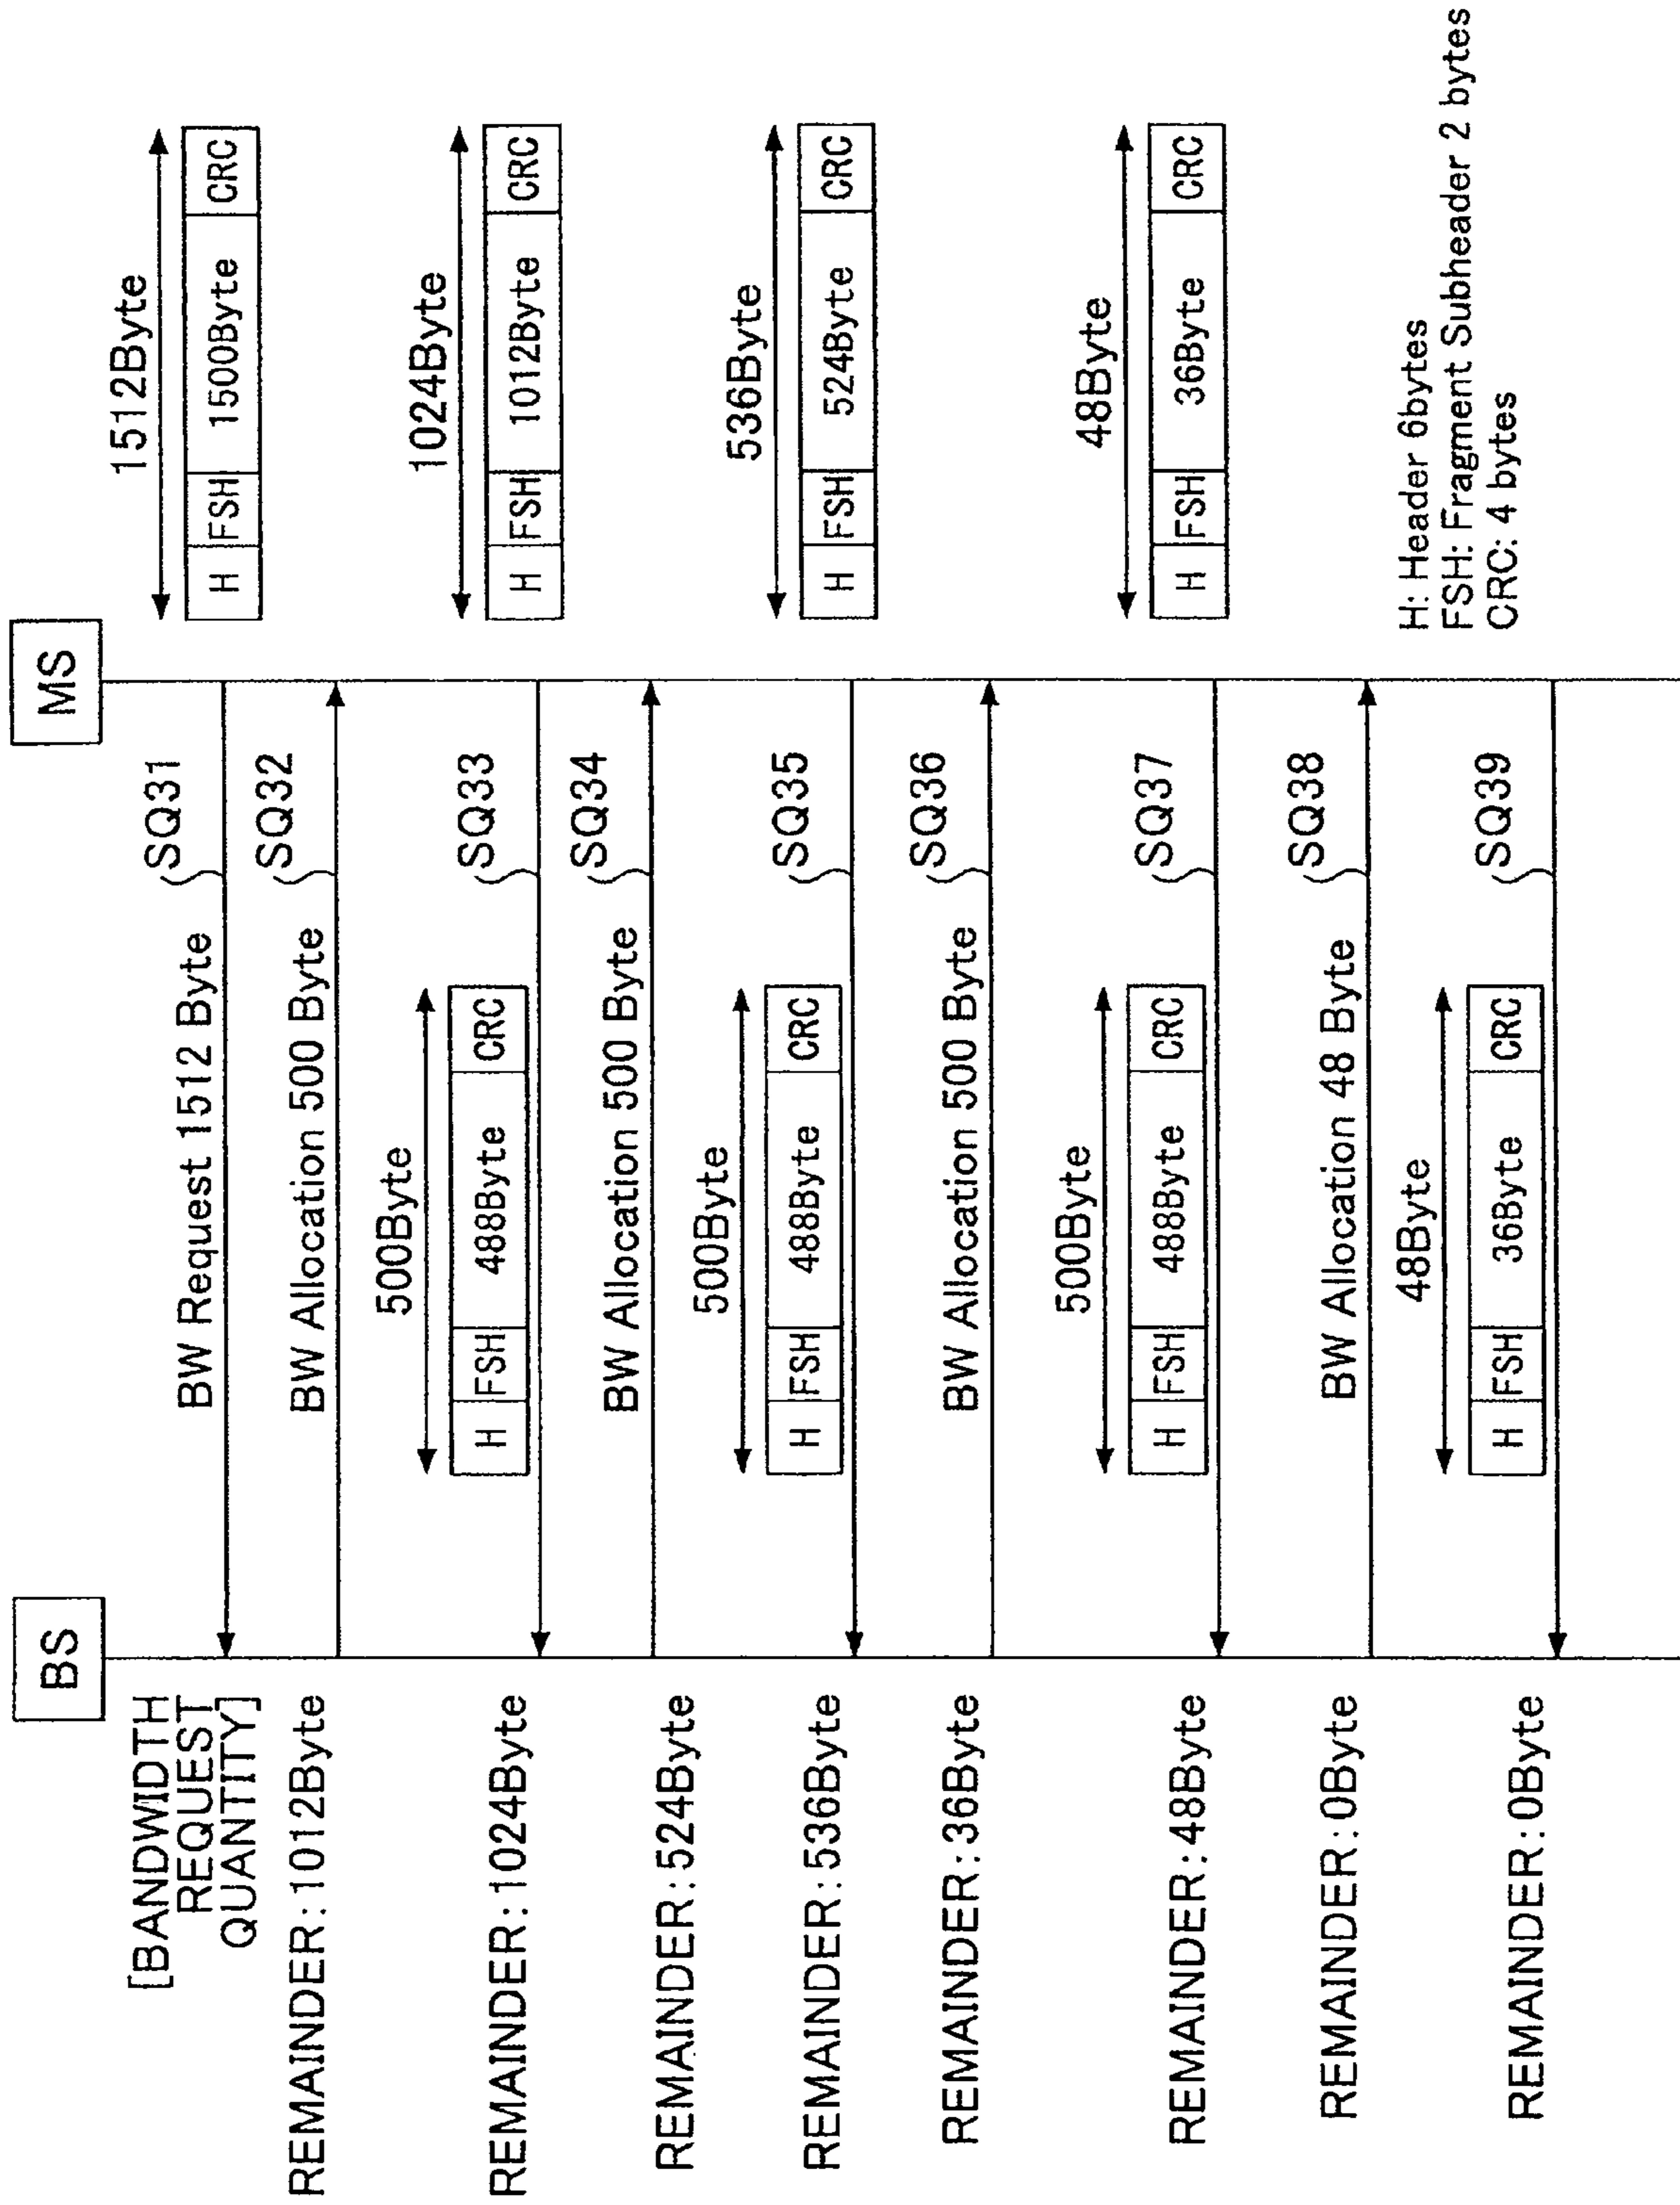 BS
MS
[BANDWIDTH
REQUEST
QUANTITY]
BW Request 1512 Byte
SQ31
1512Byte
H FSH 1500Byte CRC
REMAINDER:1012Byte
BW Allocation 500 Byte
SQ32
500Byte
H FSH 488Byte CRC
REMAINDER:1024Byte
SQ33
1024Byte
H FSH 1012Byte CRC
REMAINDER:524Byte
BW Allocation 500 Byte
SQ34
500Byte
H FSH 488Byte CRC
REMAINDER:536Byte
SQ35
536Byte
H FSH 524Byte CRC
REMAINDER:36Byte
BW Allocation 500 Byte
SQ36
500Byte
H FSH 488Byte CRC
REMAINDER:48Byte
SQ37
48Byte
H FSH 36Byte CRC
REMAINDER:0Byte
BW Allocation 48 Byte
SQ38
48Byte
H FSH 36Byte CRC
REMAINDER:0Byte
SQ39
H: Header 6bytes
FSH: Fragment Subheader 2 bytes
CRC: 4 bytes